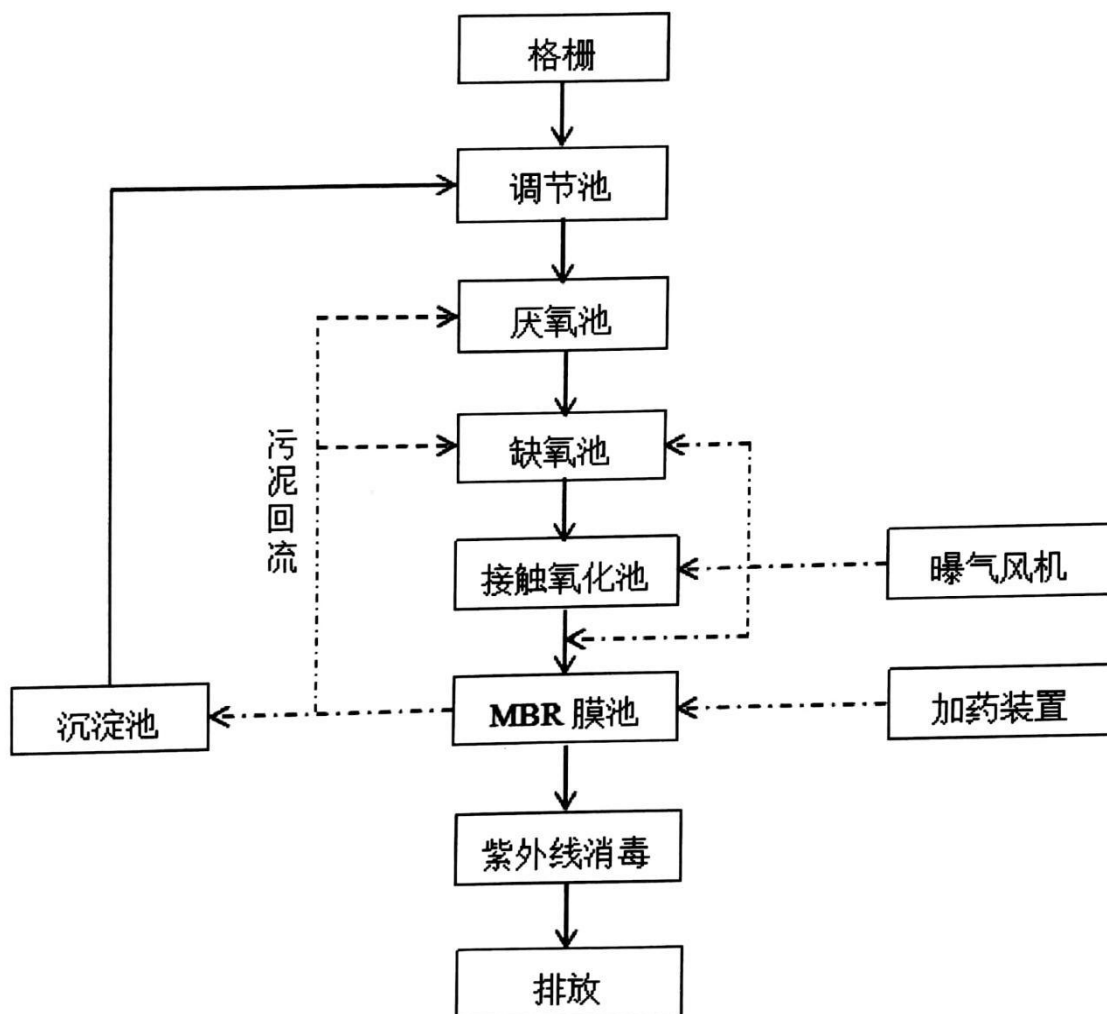 格栅
调节池
厌氧池
缺氧池
污泥回流
接触氧化池
曝气风机
沉淀池
MBR 膜池
加药装置
紫外线消毒
排放